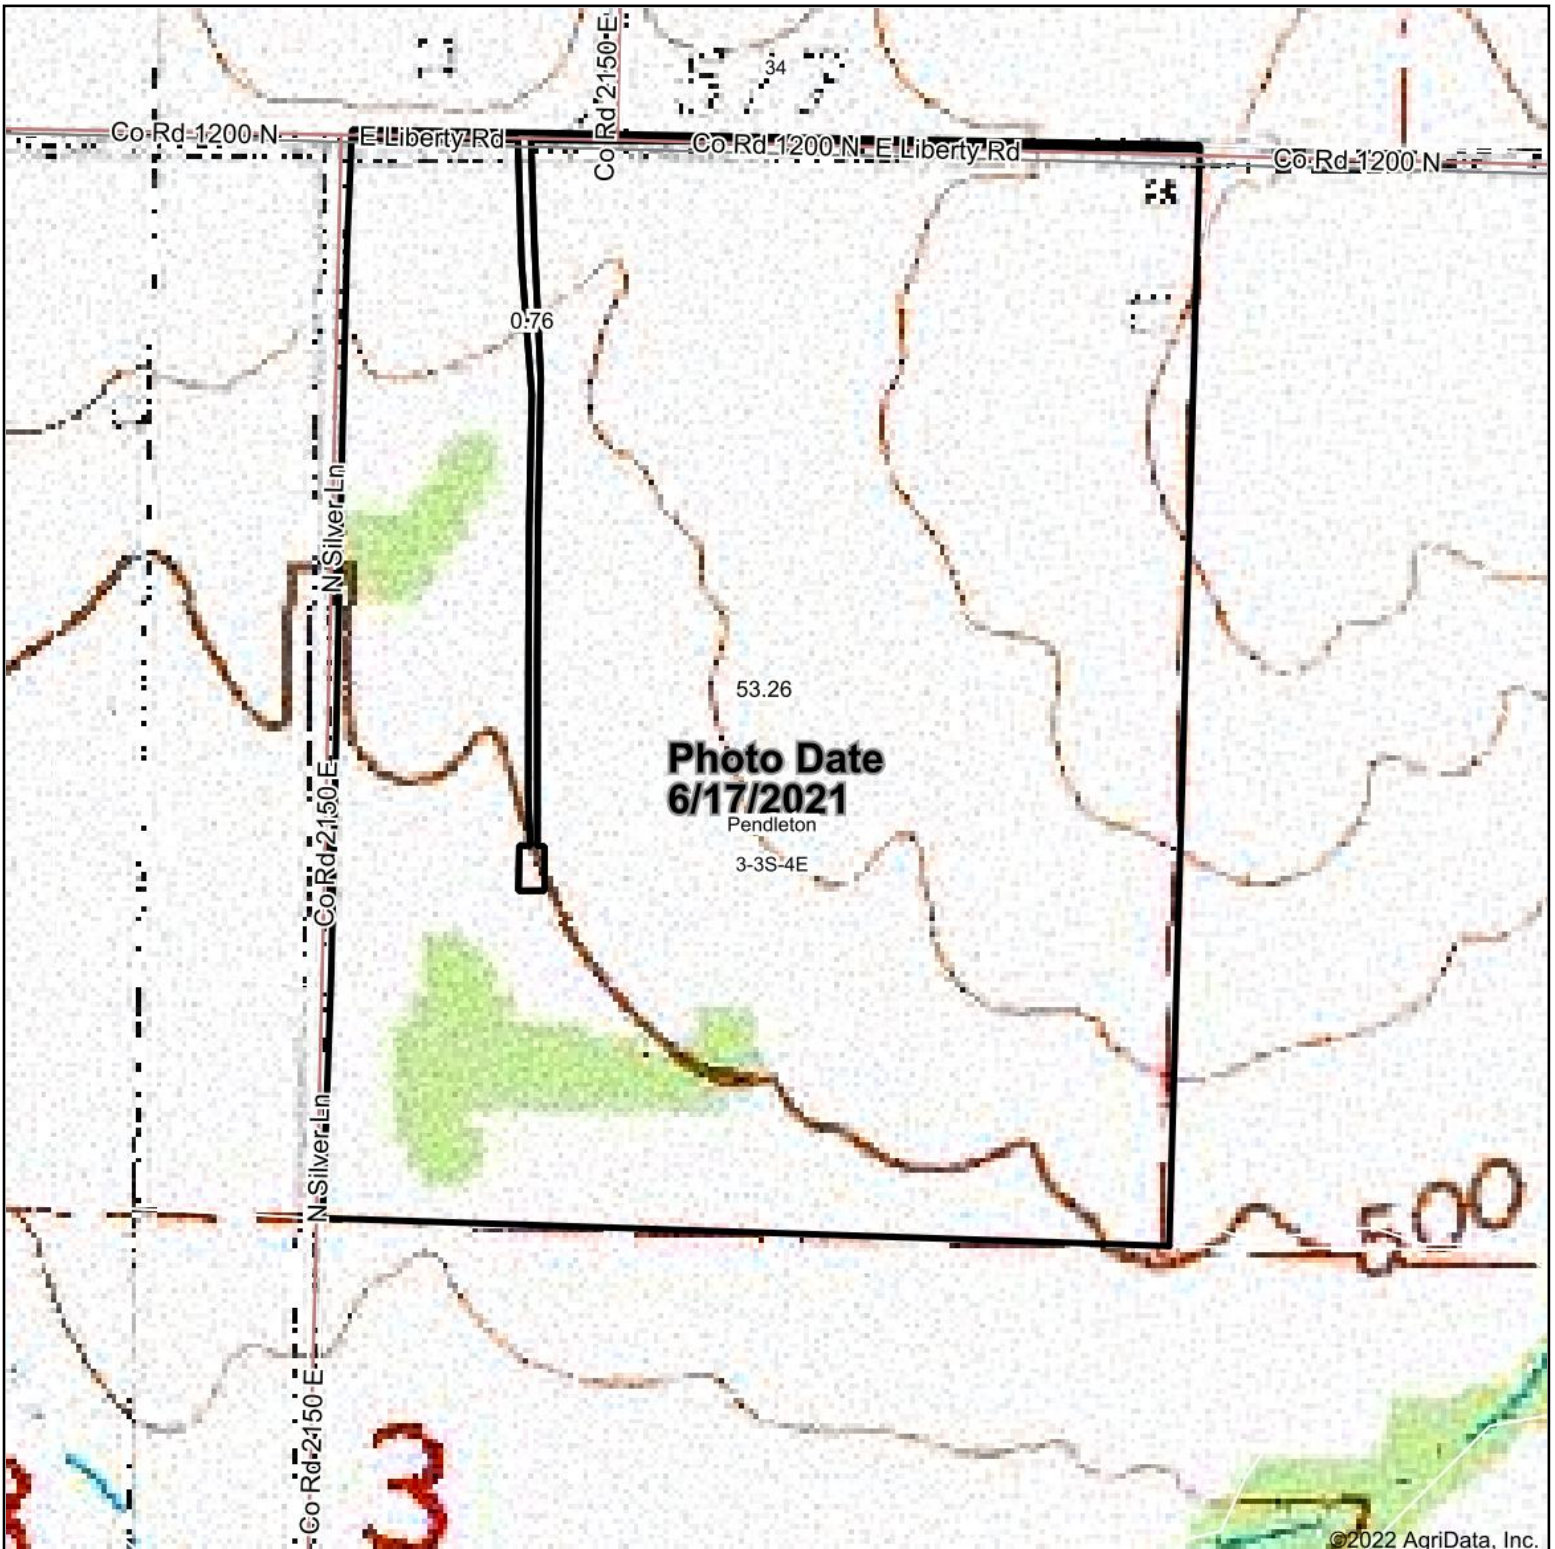 Co Rd 2150 E
577
34
Co Rd 1200 N
E Liberty Rd
Co Rd 1200 N
E Liberty Rd
Co Rd 1200 N
0.76
N Silver Ln
53.26
Photo Date
6/17/2021
Pendleton
3-3S-4E
Co Rd 2150 E
N Silver Ln
500
Co Rd 2150 E
3
©2022 AgriData, Inc.